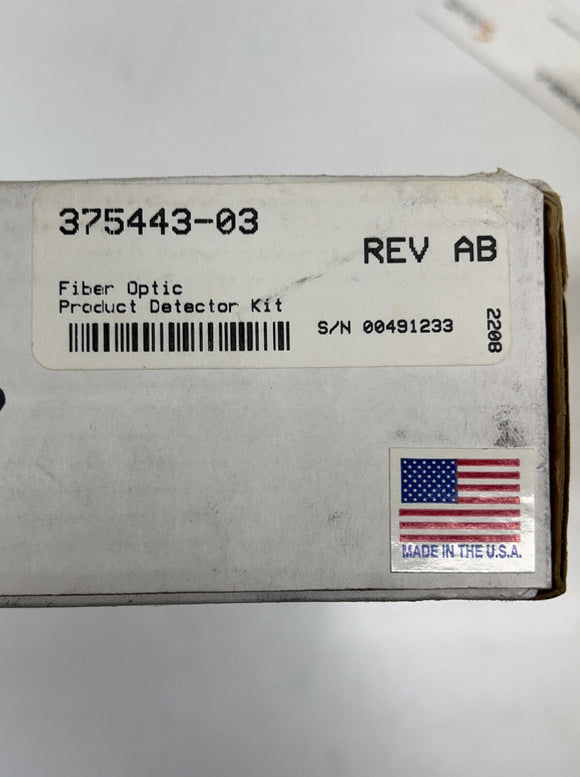 375443-03
REV AB
Fiber Optic
Product Detector Kit
S/N 00491233
2208
MADE IN THE U.S.A.